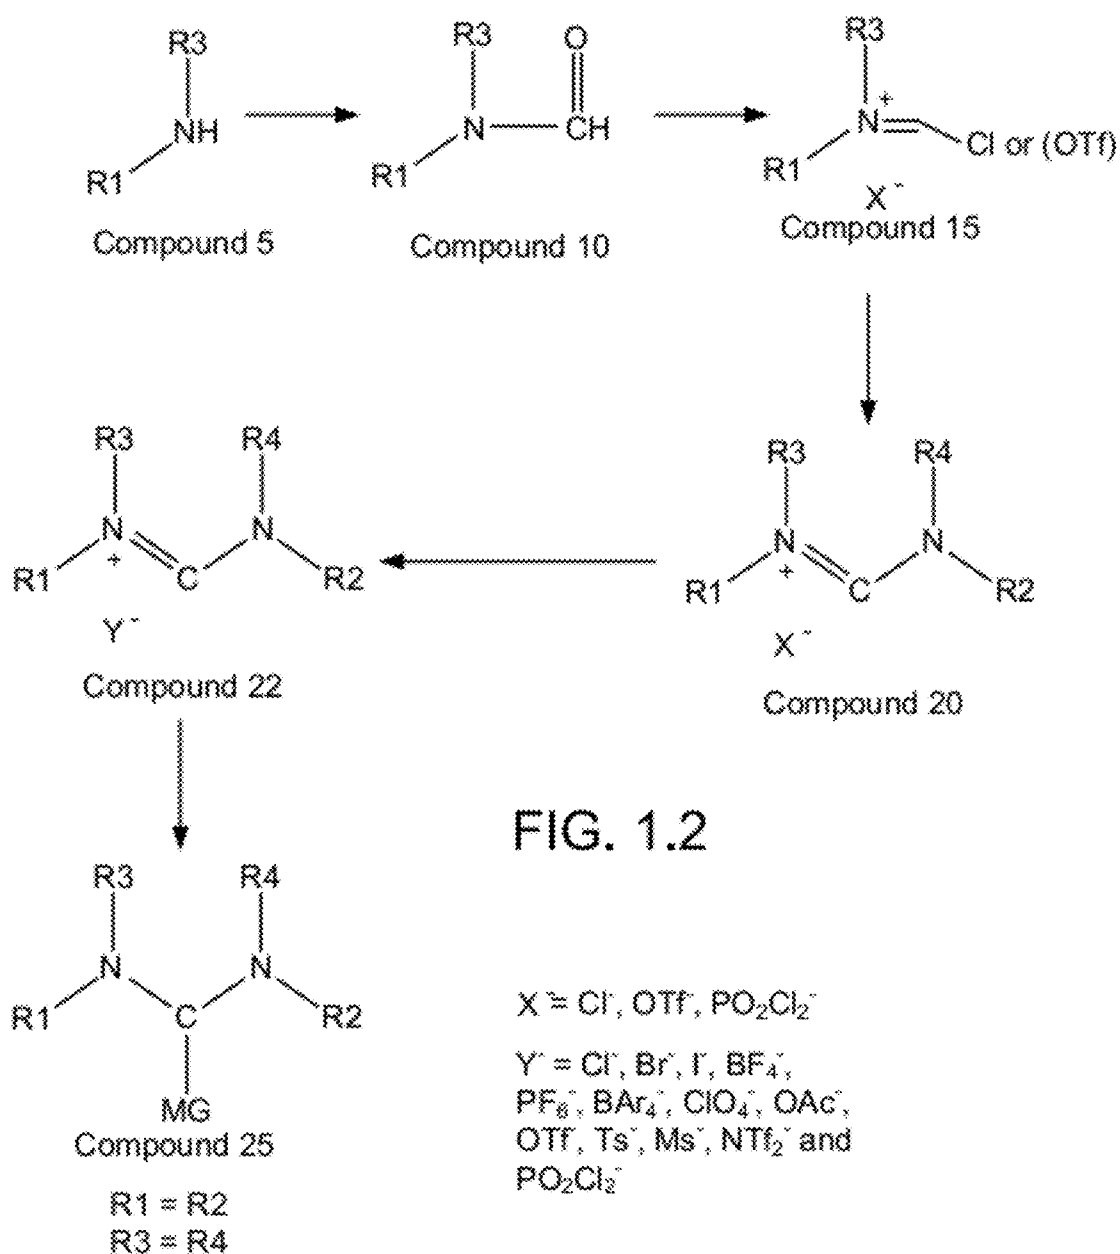 R3
NH
R1
Compound 5
R3
O
N
CH
R1
Compound 10
R3
N
+
R1
Cl or (OTf)
X⁻
Compound 15
R3
R4
N
+
N
R1
C
R2
X⁻
Compound 20
R3
R4
N
+
N
R1
C
R2
Y⁻
Compound 22
FIG. 1.2
R3
R4
N
N
R1
C
R2
MG
Compound 25
R1 = R2
R3 = R4
X⁻= Cl⁻, OTf⁻, PO₂Cl₂⁻
Y⁻ = Cl⁻, Br⁻, I⁻, BF₄⁻,
PF₆⁻, BAr₄⁻, ClO₄⁻, OAc⁻,
OTf⁻, Ts⁻, Ms⁻, NTf₂⁻ and
PO₂Cl₂⁻